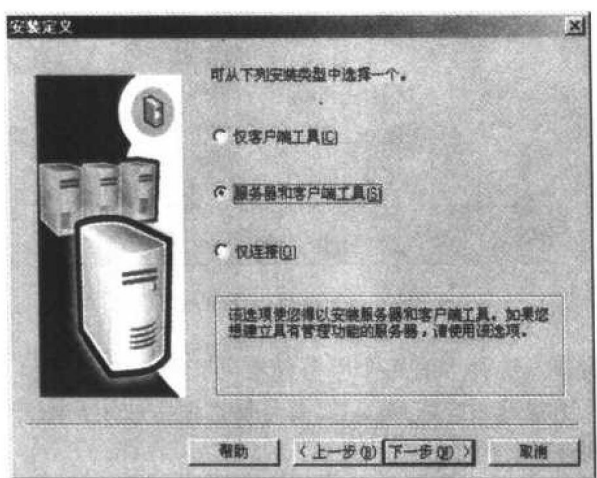 安装定义
可从下列安装类型中选择一个。
仅客户端工具[C]
服务器和客户端工具[S]
仅连接[O]
该选项使您得以安装服务器和客户端工具。如果您
想建立具有管理功能的服务器，请使用该选项。
帮助
< 上一步(B)
下一步(N) >
取消